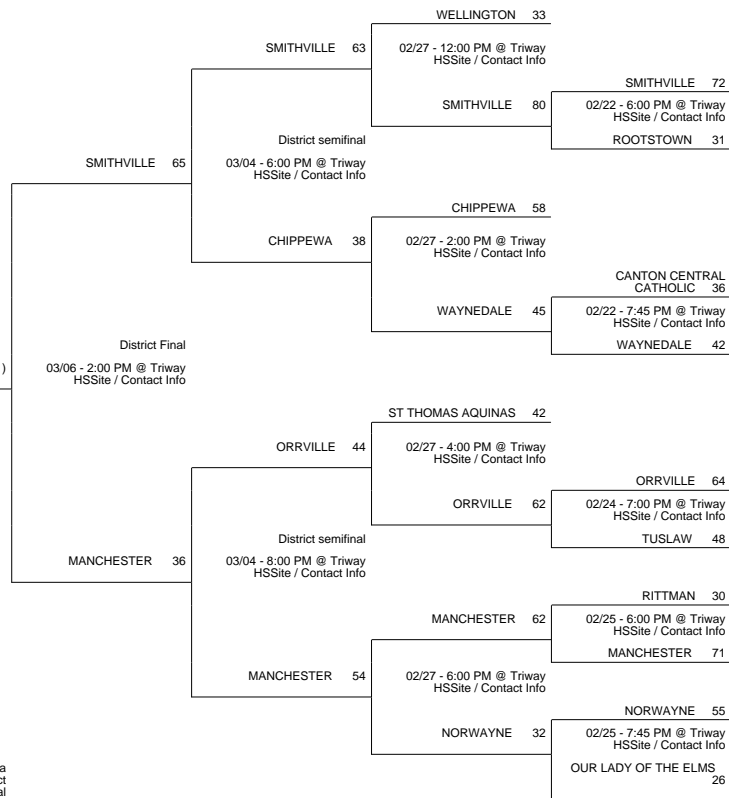 WELLINGTON 33
SMITHVILLE 63
02/27 - 12:00 PM @ Triway
HSSite / Contact Info
SMITHVILLE 72
SMITHVILLE 80
02/22 - 6:00 PM @ Triway
HSSite / Contact Info
District semifinal
ROOTSTOWN 31
SMITHVILLE 65
03/04 - 6:00 PM @ Triway
HSSite / Contact Info
CHIPPEWA 58
CHIPPEWA 38
02/27 - 2:00 PM @ Triway
HSSite / Contact Info
CANTON CENTRAL
CATHOLIC 36
WAYNEDALE 45
02/22 - 7:45 PM @ Triway
HSSite / Contact Info
District Final
WAYNEDALE 42
)
03/06 - 2:00 PM @ Triway
HSSite / Contact Info
ST THOMAS AQUINAS 42
ORRVILLE 44
02/27 - 4:00 PM @ Triway
HSSite / Contact Info
ORRVILLE 64
ORRVILLE 62
02/24 - 7:00 PM @ Triway
HSSite / Contact Info
District semifinal
TUSLAW 48
MANCHESTER 36
03/04 - 8:00 PM @ Triway
HSSite / Contact Info
RITTMAN 30
MANCHESTER 62
02/25 - 6:00 PM @ Triway
HSSite / Contact Info
MANCHESTER 71
MANCHESTER 54
02/27 - 6:00 PM @ Triway
HSSite / Contact Info
NORWAYNE 55
NORWAYNE 32
02/25 - 7:45 PM @ Triway
HSSite / Contact Info
OUR LADY OF THE ELMS
26
a
ct
al